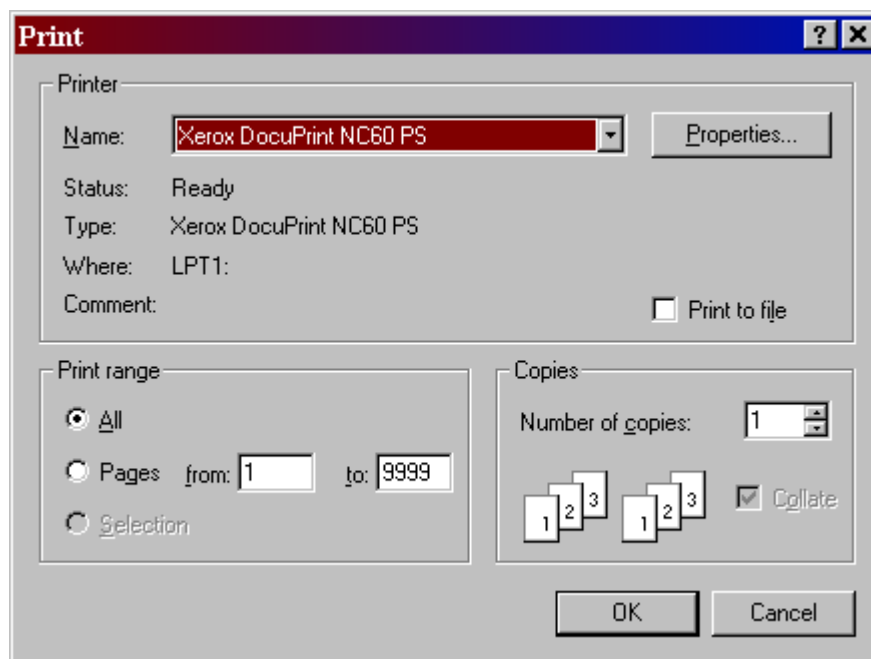 Print
Printer
Name: Xerox DocuPrint NC60 PS Properties...
Status: Ready
Type: Xerox DocuPrint NC60 PS
Where: LPT1:
Comment:
Print to file
Print range
All
Pages from: 1 to: 9999
Selection
Copies
Number of copies: 1
1 2 3 1 2 3 Collate
OK Cancel